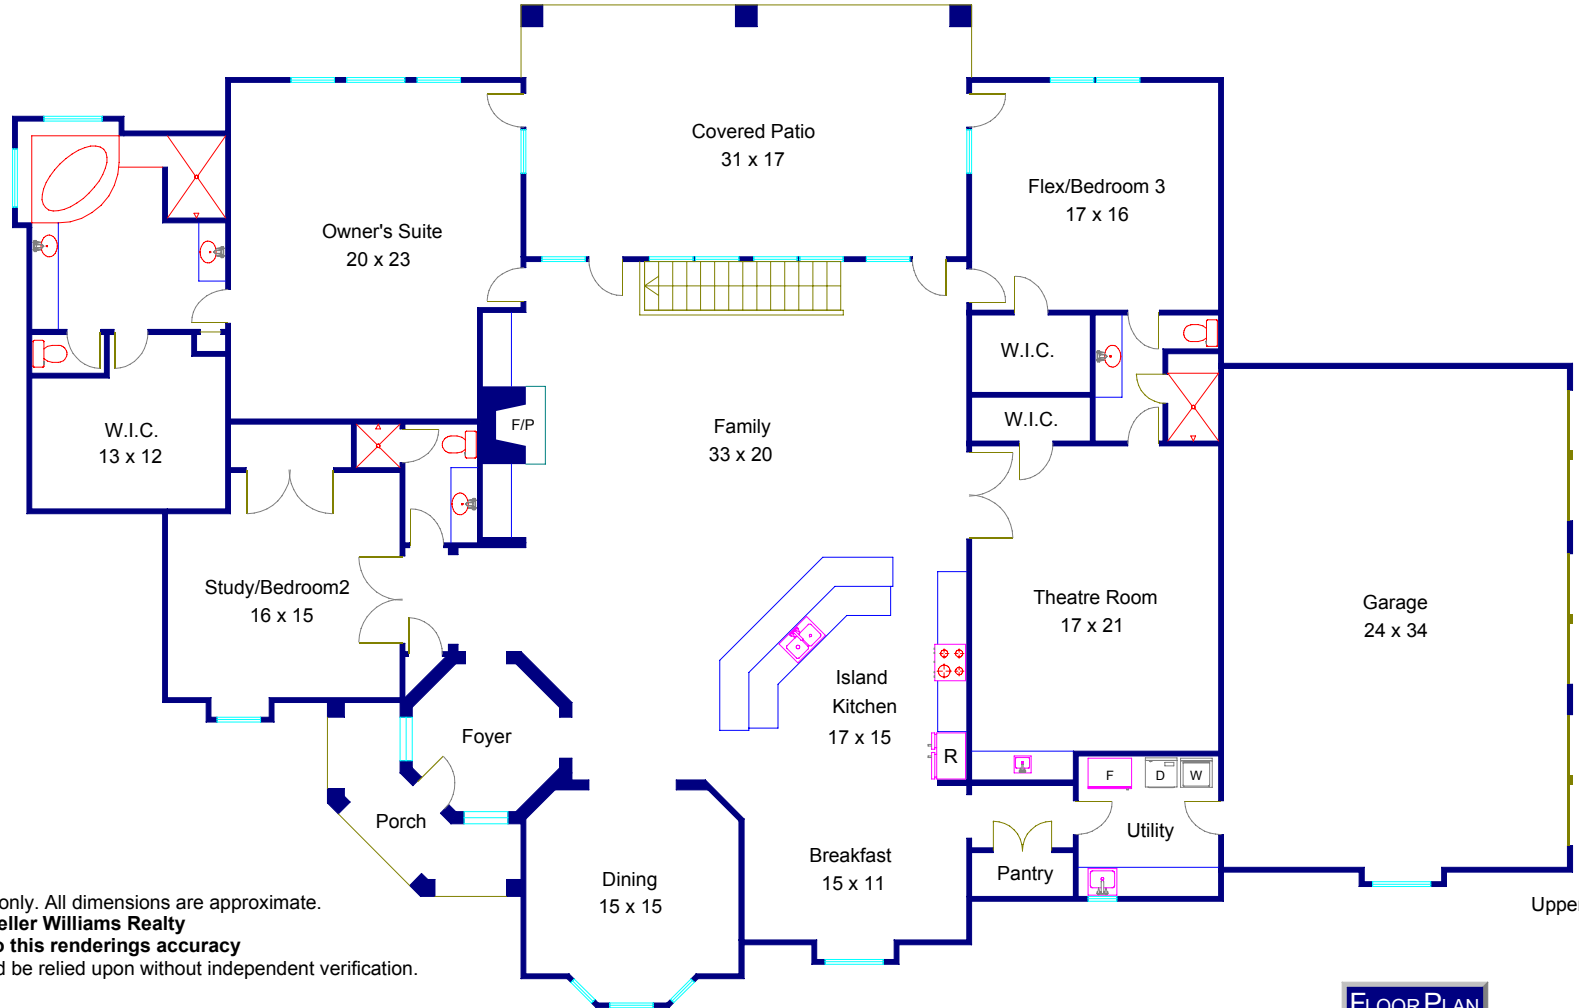 Covered Patio
31 x 17
Flex/Bedroom 3
17 x 16
Owner's Suite
20 x 23
W.I.C.
W.I.C.
W.I.C.
13 x 12
F/P
Family
33 x 20
Study/Bedroom2
16 x 15
Theatre Room
17 x 21
Garage
24 x 34
Island
Kitchen
17 x 15
R
Foyer
F
D
W
Porch
Utility
Breakfast
15 x 11
Pantry
Dining
15 x 15
only. All dimensions are approximate.
eller Williams Realty
o this renderings accuracy
d be relied upon without independent verification.
Upper
FLOOR PLAN